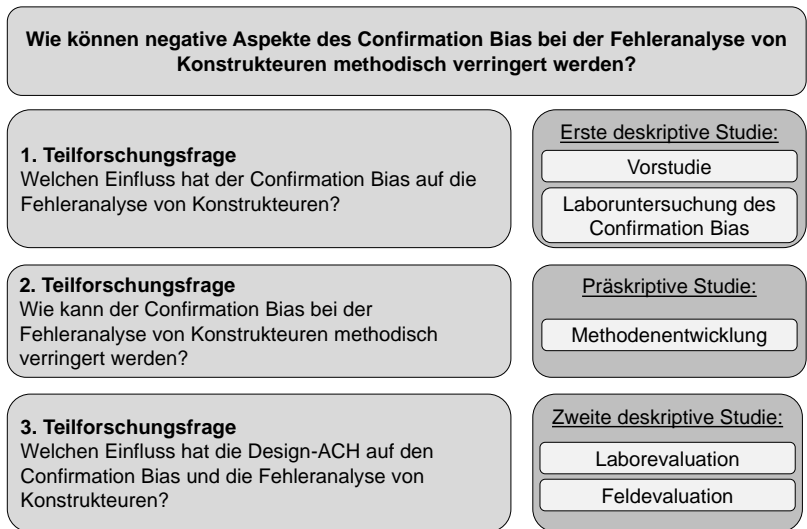 Wie können negative Aspekte des Confirmation Bias bei der Fehleranalyse von
Konstrukteuren methodisch verringert werden?
1. Teilforschungsfrage
Welchen Einfluss hat der Confirmation Bias auf die
Fehleranalyse von Konstrukteuren?
Erste deskriptive Studie:
Vorstudie
Laboruntersuchung des
Confirmation Bias
2. Teilforschungsfrage
Wie kann der Confirmation Bias bei der
Fehleranalyse von Konstrukteuren methodisch
verringert werden?
Präskriptive Studie:
Methodenentwicklung
3. Teilforschungsfrage
Welchen Einfluss hat die Design-ACH auf den
Confirmation Bias und die Fehleranalyse von
Konstrukteuren?
Zweite deskriptive Studie:
Laborevaluation
Feldevaluation